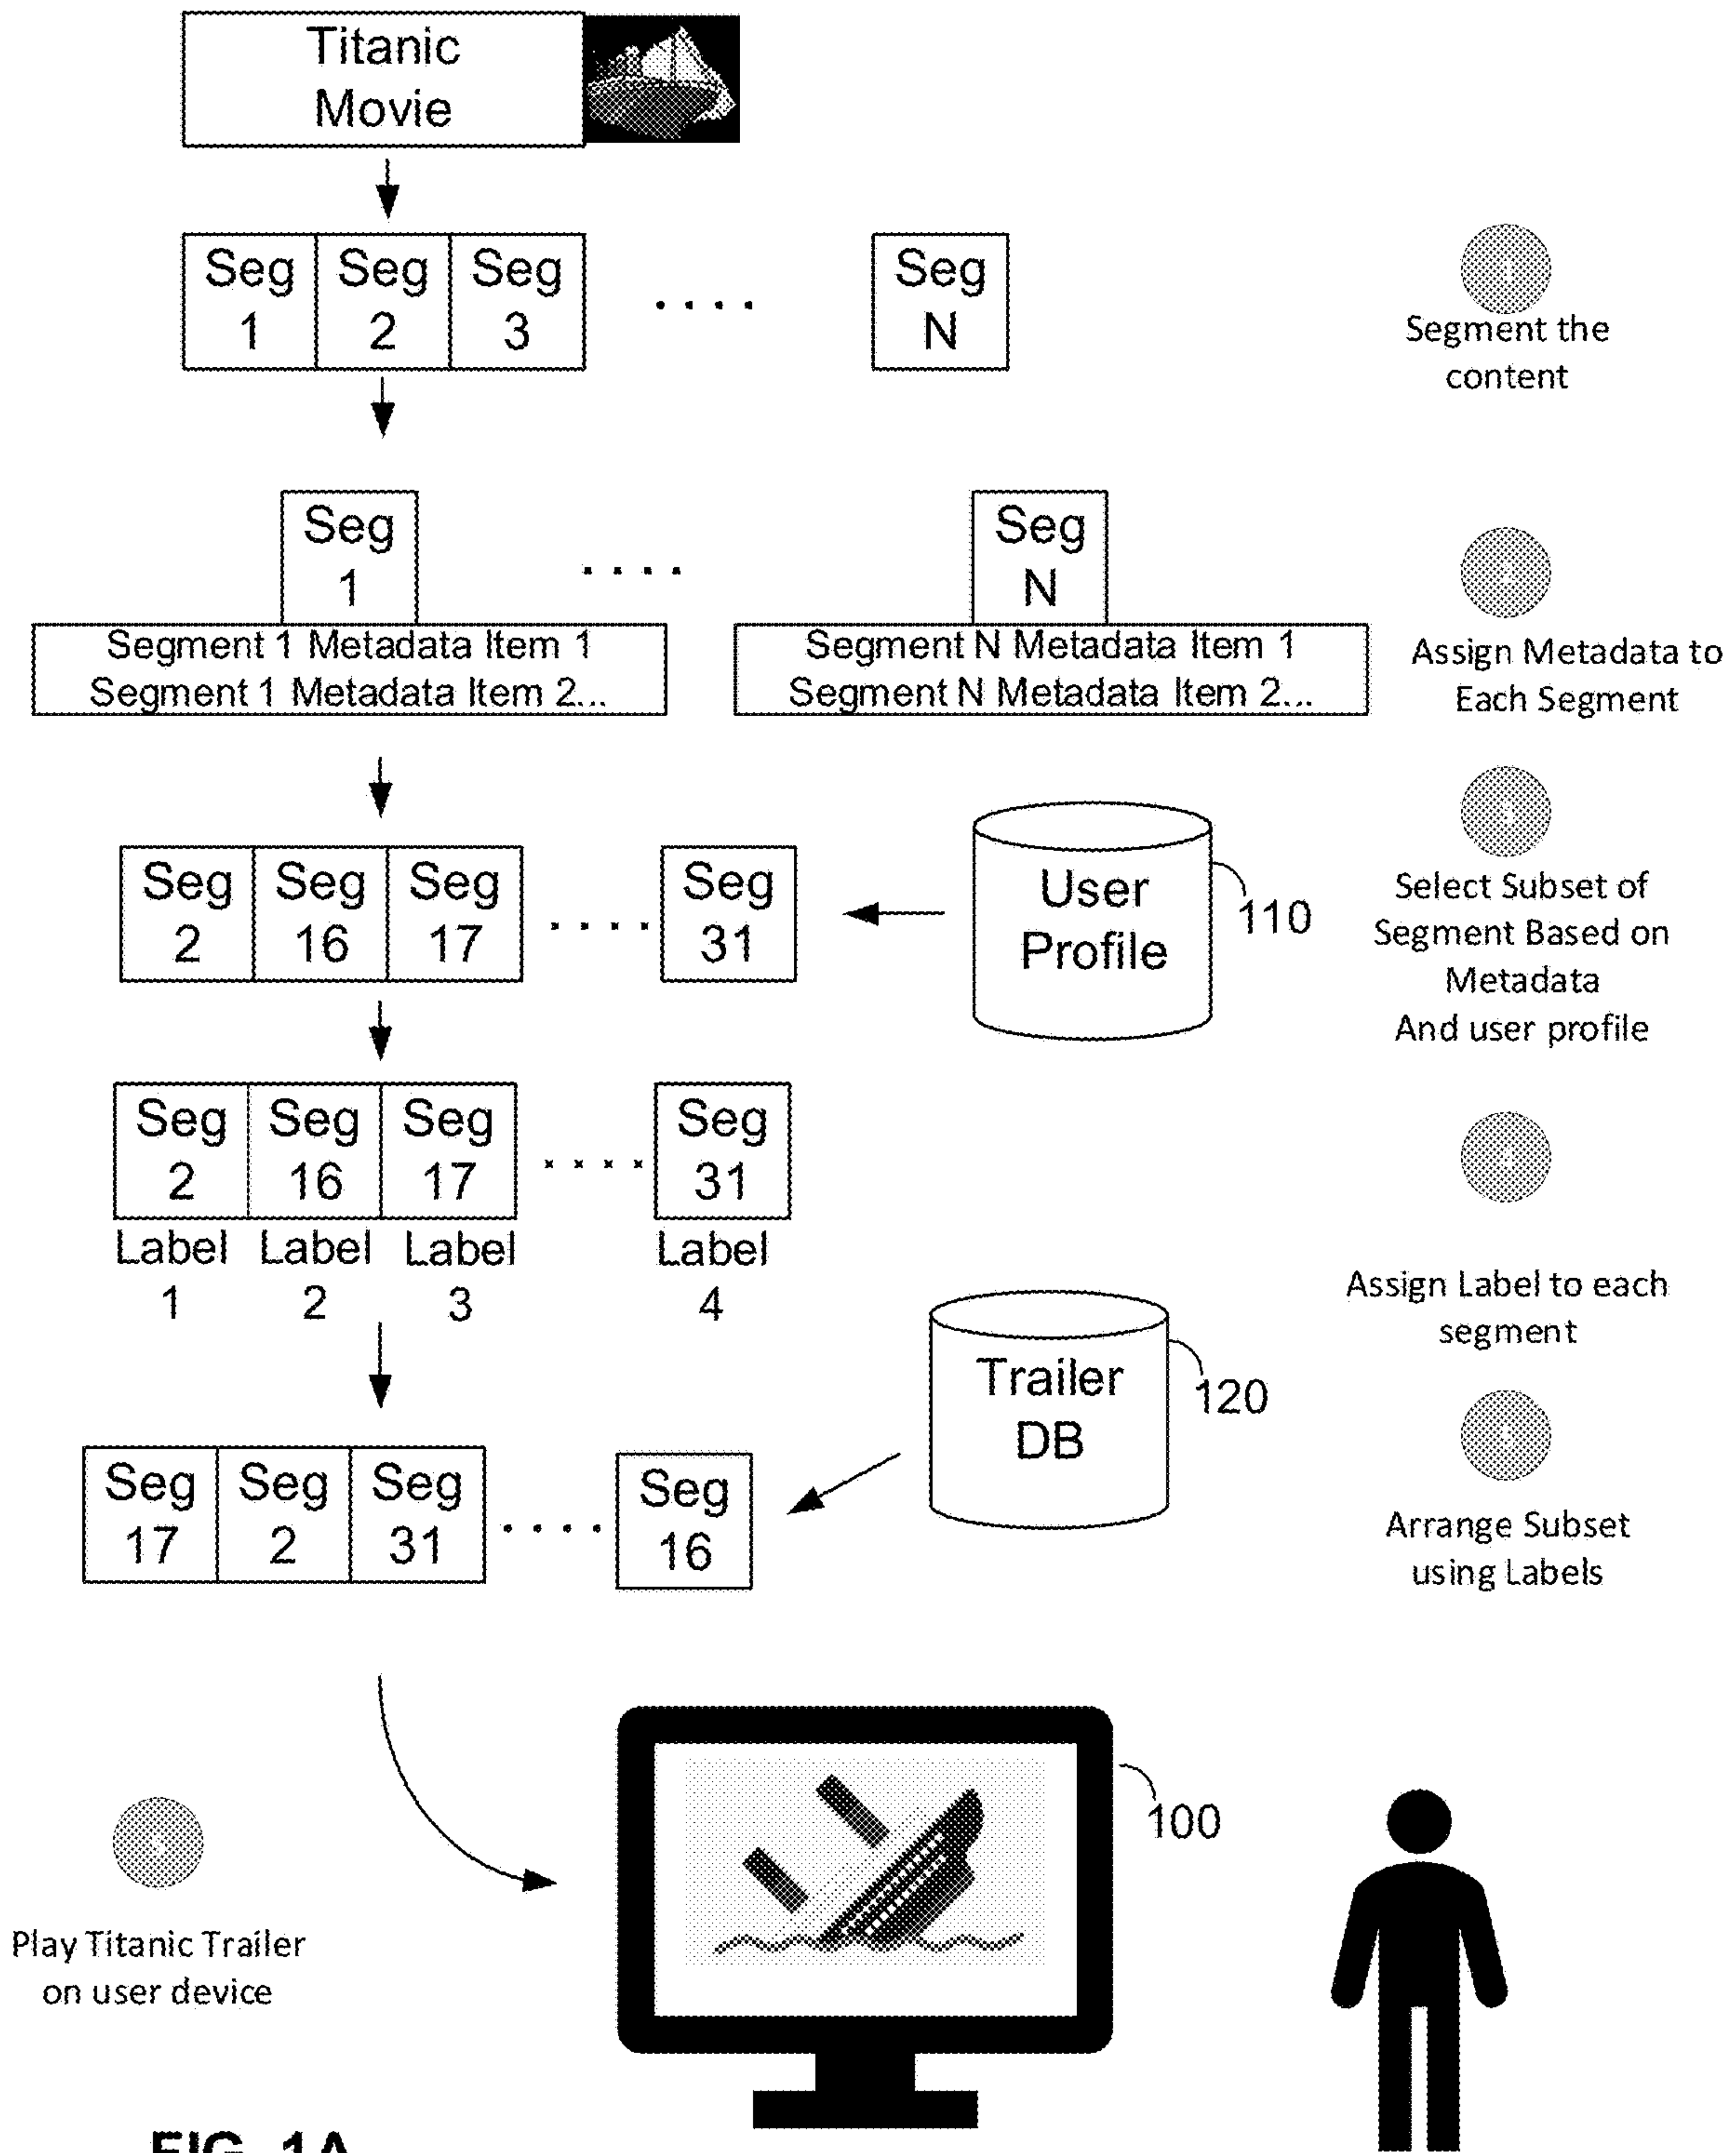 Titanic
Movie
Seg
1
Seg
2
Seg
3
. . . .
Seg
N
Segment the
content
Seg
1
. . . .
Seg
N
Segment 1 Metadata Item 1
Segment 1 Metadata Item 2...
Segment N Metadata Item 1
Segment N Metadata Item 2...
Assign Metadata to
Each Segment
Seg
2
Seg
16
Seg
17
. . . .
Seg
31
User
Profile
110
Select Subset of
Segment Based on
Metadata
And user profile
Seg
2
Seg
16
Seg
17
. . . .
Seg
31
Label
1
Label
2
Label
3
Label
4
Assign Label to each
segment
Trailer
DB
120
Seg
17
Seg
2
Seg
31
. . . .
Seg
16
Arrange Subset
using Labels
100
Play Titanic Trailer
on user device
FIG. 1A